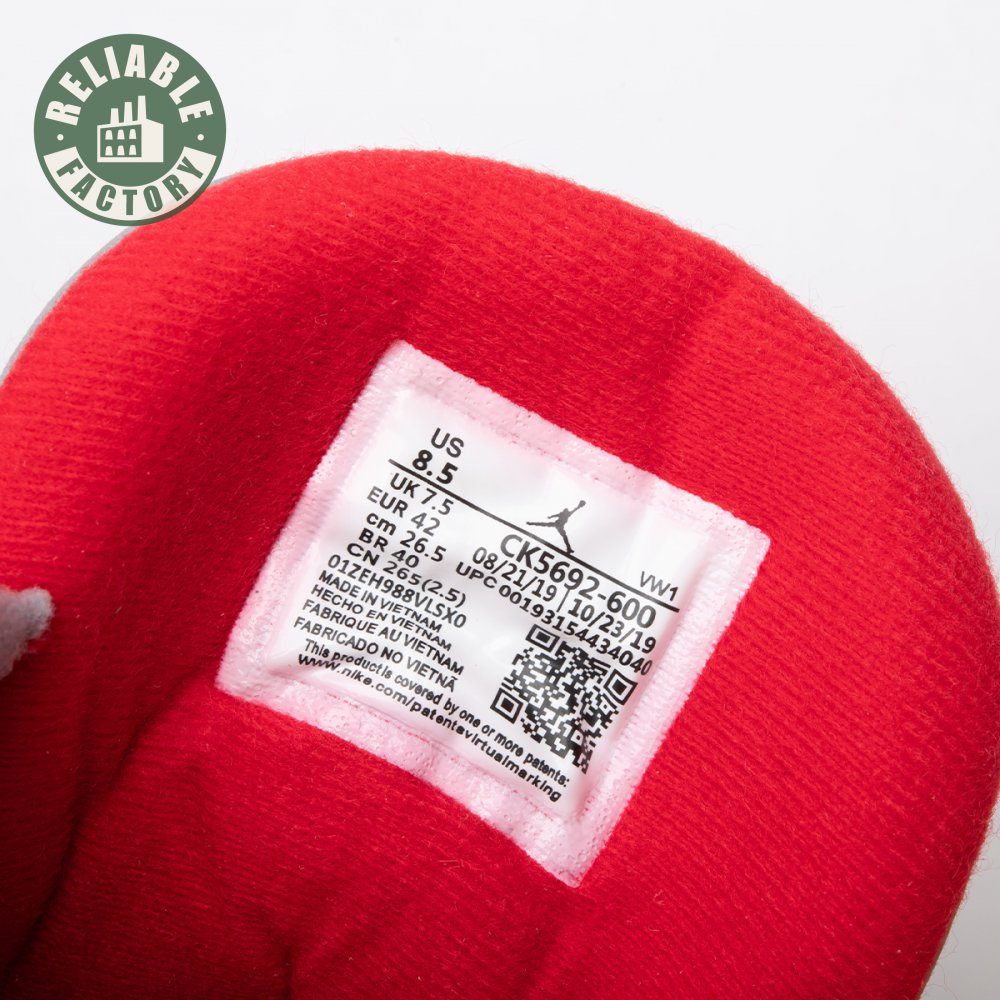 RELIABLE
FACTORY
US
8.5
UK 7.5
EUR 42
cm 26.5
BR 40
CN 265(2.5)
01ZEH988VLSX0
MADE IN VIETNAM
HECHO EN VIETNAM
FABRIQUE AU VIETNAM
FABRICADO NO VIETNÃ
This product is covered by one or more patents:
www.nike.com/patentsvirtualmarking
VW1
CK5692-600
08/21/19 | 10/23/19
UPC 00193154434040